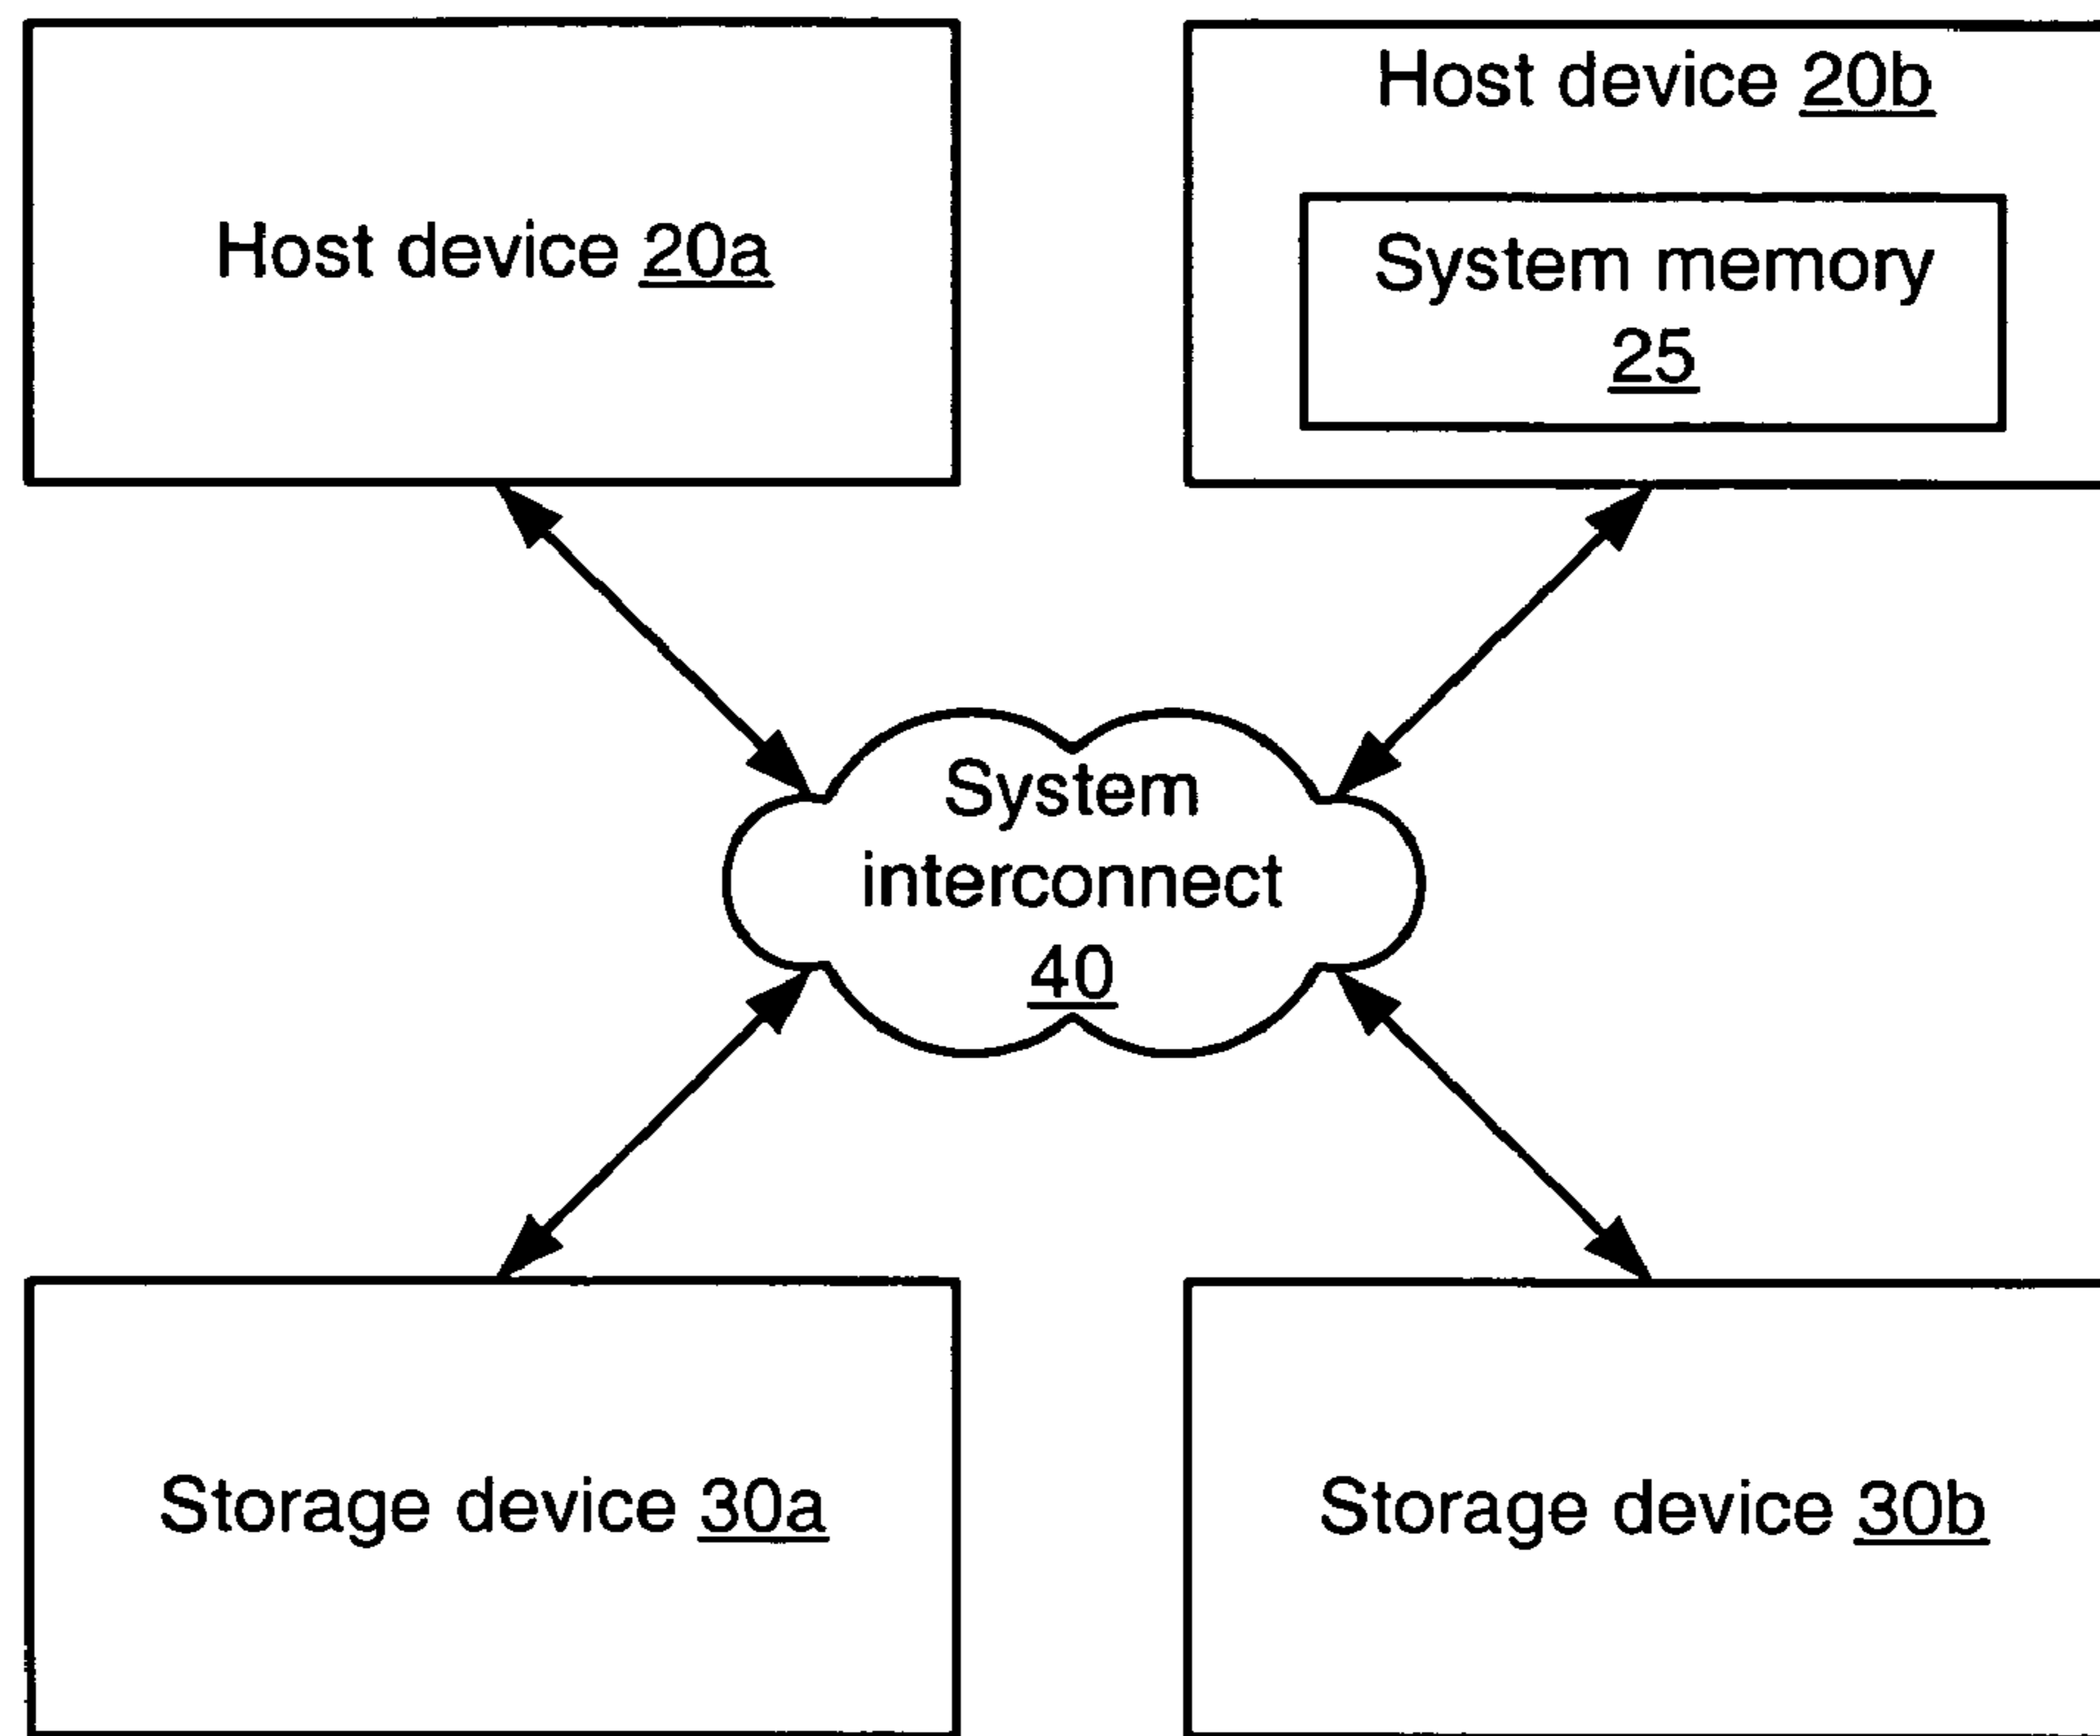 Host device 20a
Host device 20b
System memory
25
System
interconnect
40
Storage device 30a
Storage device 30b